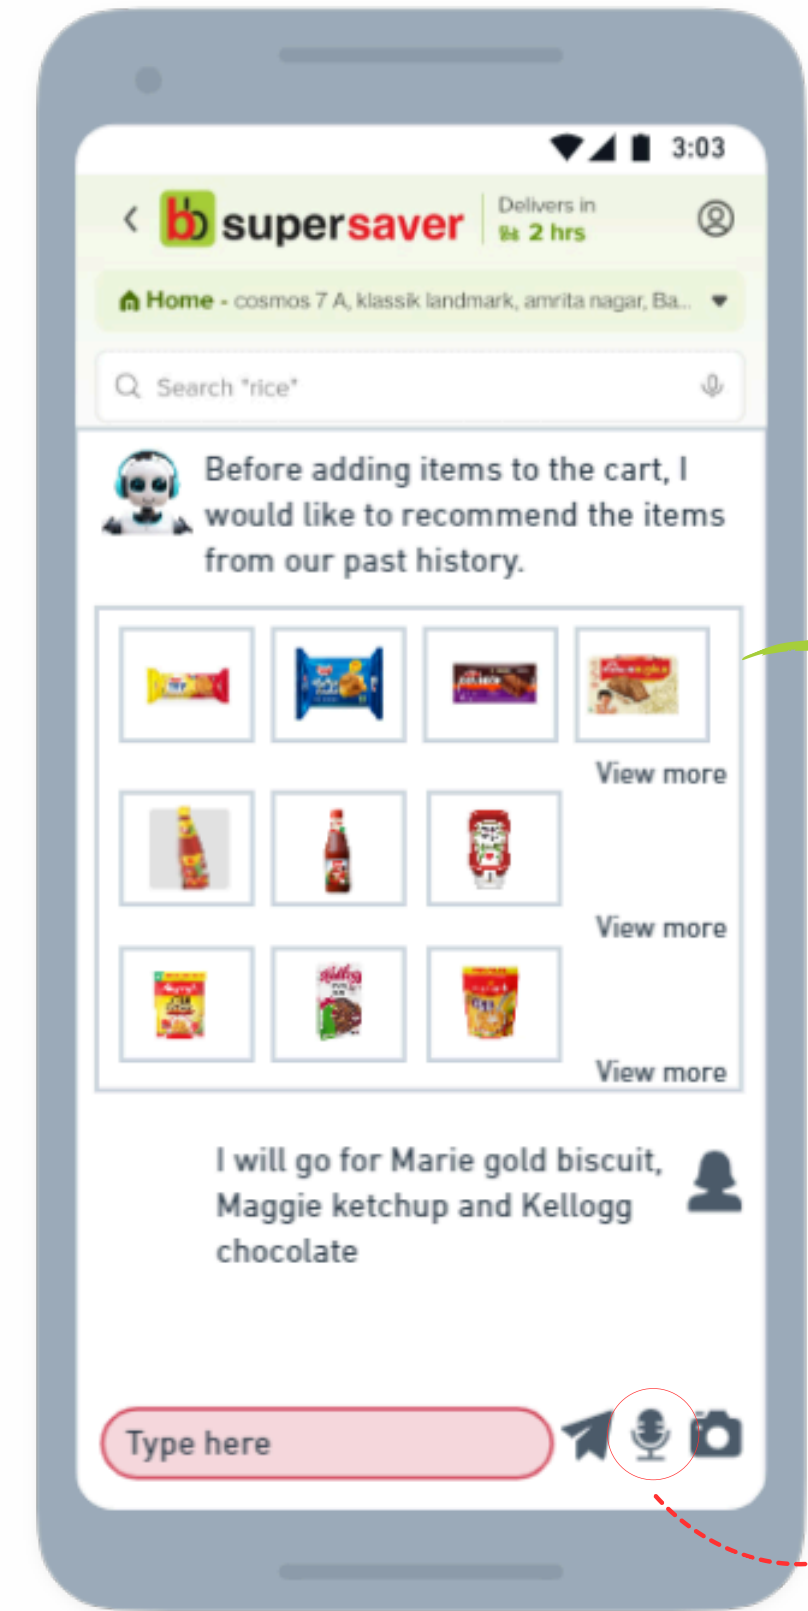 3:03
bb supersaver
Delivers in
2 hrs
Home - cosmos 7 A, klassik landmark, amrita nagar, Ba...
Search "rice"
Before adding items to the cart, I
would like to recommend the items
from our past history.
View more
View more
View more
I will go for Marie gold biscuit,
Maggie ketchup and Kellogg
chocolate
Type here